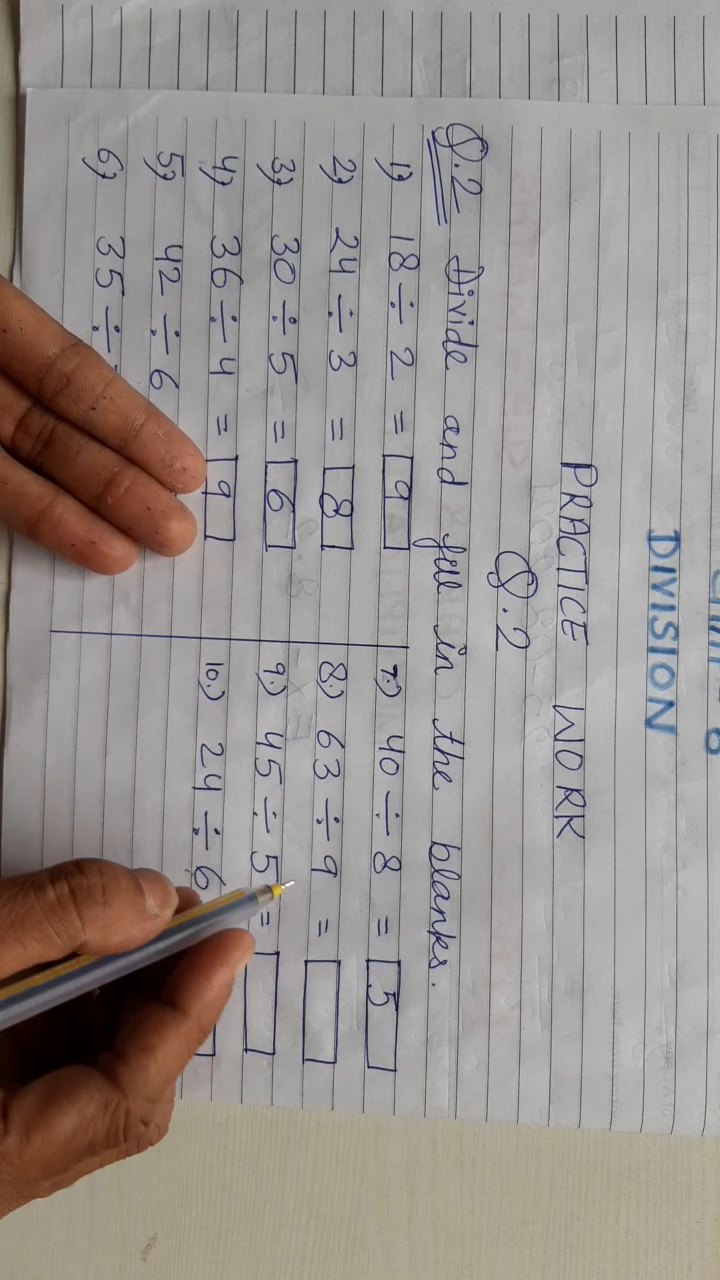 DIVISION
PRACTICE WORK
Q.2
Q.2 Divide and fill in the blanks.
1) 18 ÷ 2 = 9
2) 24 ÷ 3 = 8
3) 30 ÷ 5 = 6
4) 36 ÷ 4 = 9
5) 42 ÷ 6
6) 35 ÷
7.) 40 ÷ 8 = 5
8.) 63 ÷ 9 =
9.) 45 ÷ 5 =
10.) 24 ÷ 6